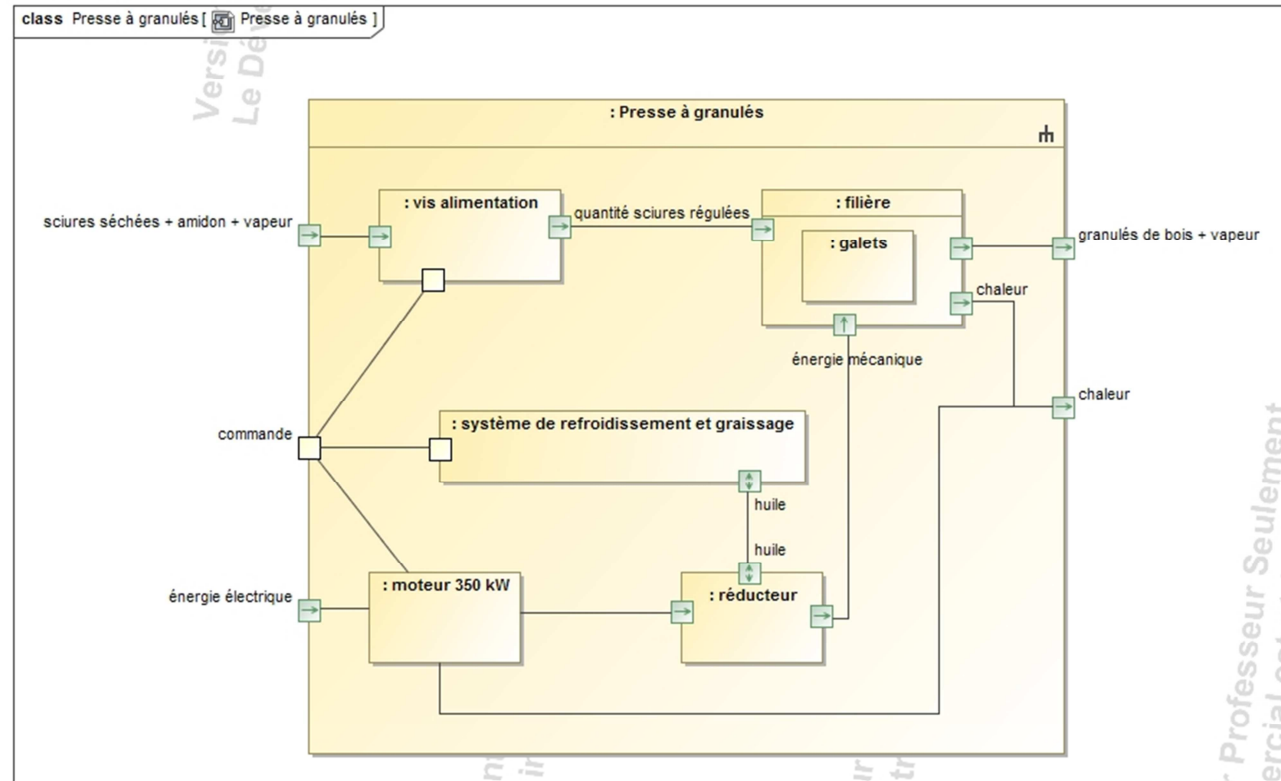 class Presse à granulés [ Presse à granulés ]
: Presse à granulés
: vis alimentation
: filière
sciures séchées + amidon + vapeur
quantité sciures régulées
granulés de bois + vapeur
: galets
chaleur
énergie mécanique
chaleur
: système de refroidissement et graissage
commande
huile
huile
: moteur 350 kW
: réducteur
énergie électrique
Le Dév
Professeur Seulement